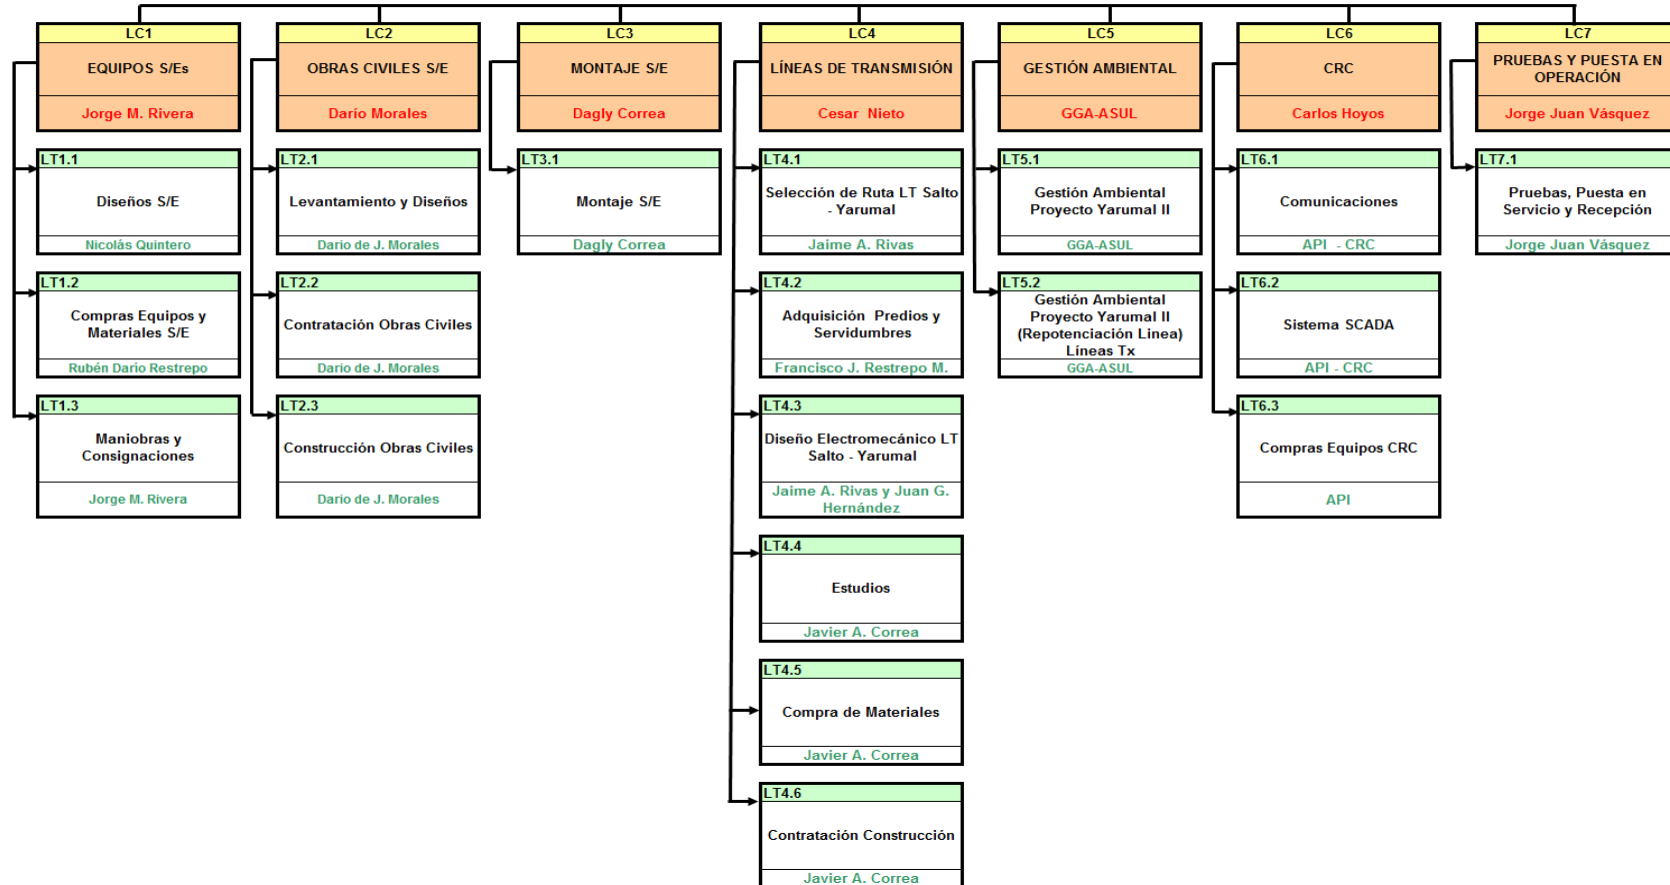 LC1
EQUIPOS S/Es
Jorge M. Rivera
LT1.1
Diseños S/E
Nicolás Quintero
LT1.2
Compras Equipos y
Materiales S/E
Rubén Darío Restrepo
LT1.3
Maniobras y
Consignaciones
Jorge M. Rivera
LC2
OBRAS CIVILES S/E
Darío Morales
LT2.1
Levantamiento y Diseños
Darío de J. Morales
LT2.2
Contratación Obras Civiles
Darío de J. Morales
LT2.3
Construcción Obras Civiles
Darío de J. Morales
LC3
MONTAJE S/E
Dagly Correa
LT3.1
Montaje S/E
Dagly Correa
LC4
LÍNEAS DE TRANSMISIÓN
Cesar Nieto
LT4.1
Selección de Ruta LT Salto
- Yarumal
Jaime A. Rivas
LT4.2
Adquisición Predios y
Servidumbres
Francisco J. Restrepo M.
LT4.3
Diseño Electromecánico LT
Salto - Yarumal
Jaime A. Rivas y Juan G.
Hernández
LT4.4
Estudios
Javier A. Correa
LT4.5
Compra de Materiales
Javier A. Correa
LT4.6
Contratación Construcción
Javier A. Correa
LC5
GESTIÓN AMBIENTAL
GGA-ASUL
LT5.1
Gestión Ambiental
Proyecto Yarumal II
GGA-ASUL
LT5.2
Gestión Ambiental
Proyecto Yarumal II
(Repotenciación Linea)
Líneas Tx
GGA-ASUL
LC6
CRC
Carlos Hoyos
LT6.1
Comunicaciones
API - CRC
LT6.2
Sistema SCADA
API - CRC
LT6.3
Compras Equipos CRC
API
LC7
PRUEBAS Y PUESTA EN
OPERACIÓN
Jorge Juan Vásquez
LT7.1
Pruebas, Puesta en
Servicio y Recepción
Jorge Juan Vásquez